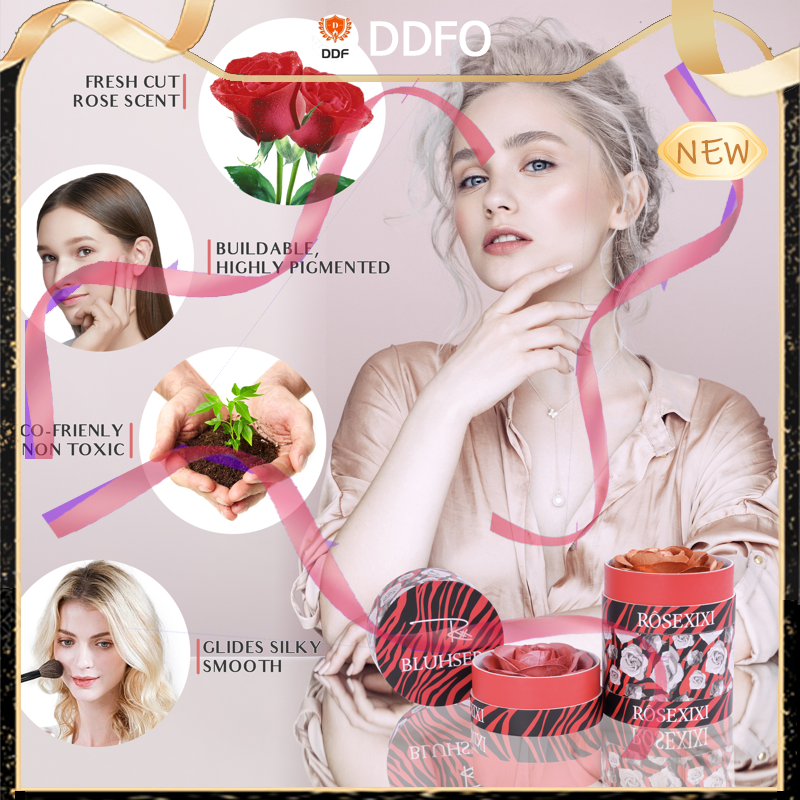 DDF
DDFO
FRESH CUT
ROSE SCENT
NEW
BUILDABLE,
HIGHLY PIGMENTED
CO-FRIENLY
NON TOXIC
GLIDES SILKY
SMOOTH
BLUHSER
ROSEXIXI
ROSEXIXI
XI